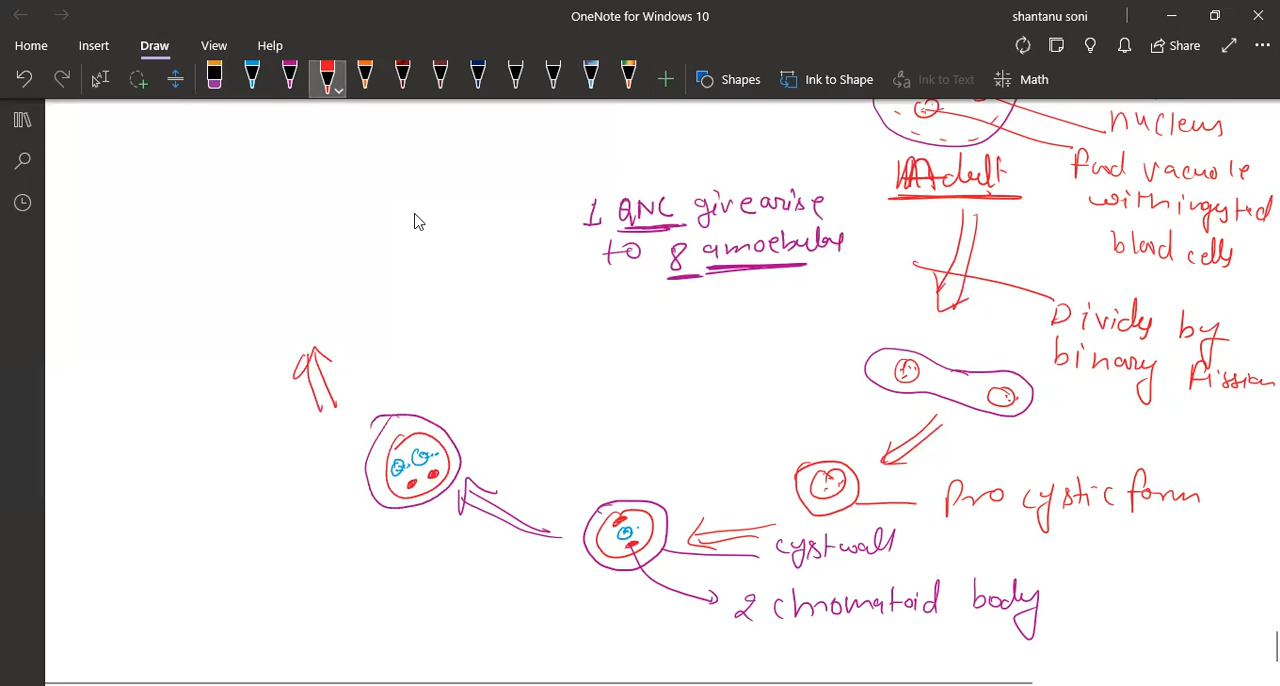 OneNote for Windows 10
shantanu soni
Home Insert Draw View Help
Share
Shapes
Ink to Shape
Ink to Text
Math
nucleus
Adult
food vacuole
with ingested
blood cells
1 QNC give arise
to 8 amoebulae
Divides by
binary fission
Pro cystic form
cyst wall
2 chromatoid body